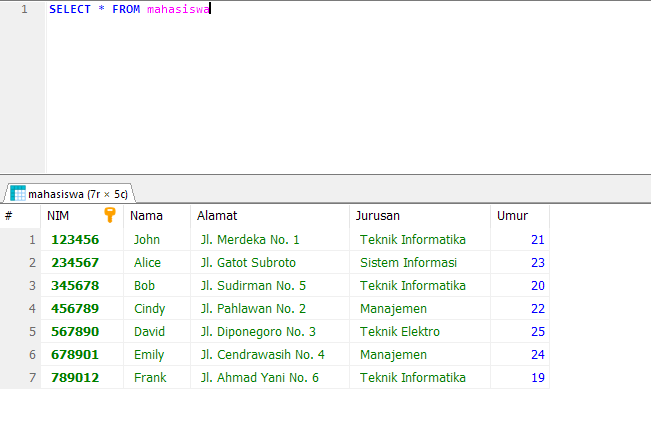 1 SELECT * FROM mahasiswa
mahasiswa (7r × 5c)
# NIM Nama Alamat Jurusan Umur
1 123456 John Jl. Merdeka No. 1 Teknik Informatika 21
2 234567 Alice Jl. Gatot Subroto Sistem Informasi 23
3 345678 Bob Jl. Sudirman No. 5 Teknik Informatika 20
4 456789 Cindy Jl. Pahlawan No. 2 Manajemen 22
5 567890 David Jl. Diponegoro No. 3 Teknik Elektro 25
6 678901 Emily Jl. Cendrawasih No. 4 Manajemen 24
7 789012 Frank Jl. Ahmad Yani No. 6 Teknik Informatika 19